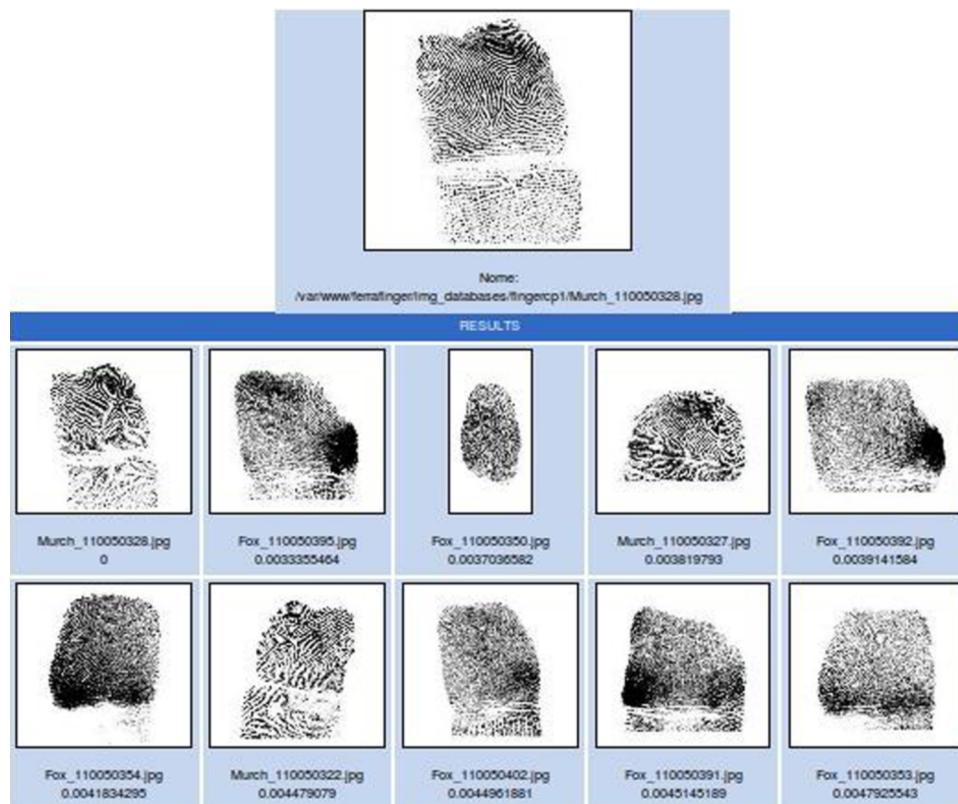 Nome:
/var/www/ferrafinger/img_databases/fingercp1/Murch_110050328.jpg
RESULTS
Murch_110050328.jpg
0
Fox_110050395.jpg
0.0033355464
Fox_110050350.jpg
0.0037036582
Murch_110050327.jpg
0.003819793
Fox_110050392.jpg
0.0039141584
Fox_110050354.jpg
0.0041834295
Murch_110050322.jpg
0.004479079
Fox_110050402.jpg
0.0044961881
Fox_110050391.jpg
0.0045145189
Fox_110050353.jpg
0.0047925543